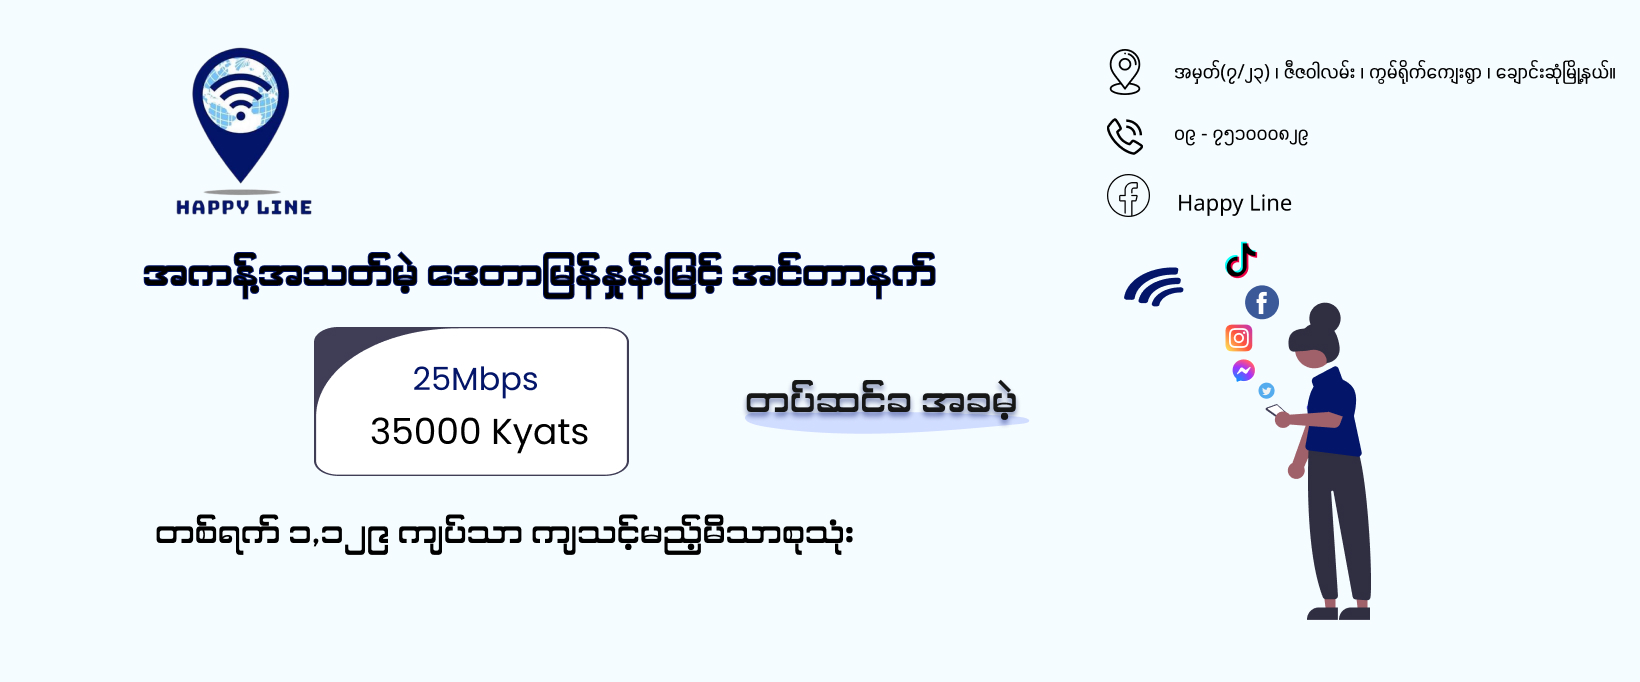 HAPPY LINE
အမှတ်(၇/၂၃) ၊ ဇီဇဝါလမ်း ၊ ကွမ်ရိုက်ကျေးရွာ ၊ ချောင်းဆုံမြို့နယ်။
၀၉ - ၇၅၁၀၀၀၈၂၉
Happy Line
အကန့်အသတ်မဲ့ ဒေတာမြန်နှုန်းမြင့် အင်တာနက်
25Mbps
35000 Kyats
တပ်ဆင်ခ အခမဲ့
တစ်ရက် ၁,၁၂၉ ကျပ်သာ ကျသင့်မည့်မိသားစုသုံး